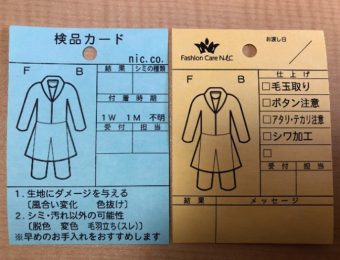 検品カード
nic.co.
F B
結果 シミの種類
付着時期
1W 1M 不明
受付 担当
1. 生地にダメージを与える
〔風合い変化 色抜け〕
2. シミ・汚れ以外の可能性
〔脱色 変色 毛羽立ち(スレ)〕
※早めのお手入れをおすすめします
お渡し日
Fashion Care N.I.C
F B
仕上げ
□毛玉取り
□ボタン注意
□アタリ・テカリ注意
□シワ加工
□
受付 担当
結果 メッセージ